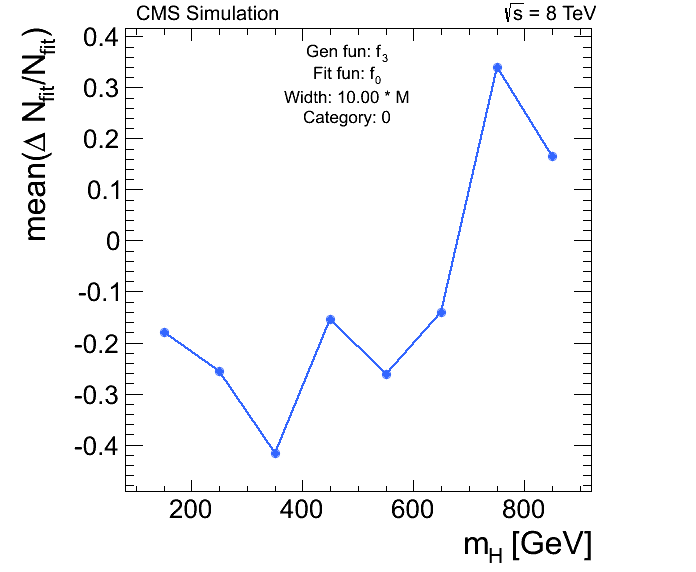 CMS Simulation
√s = 8 TeV
mean(Δ Nfit/Nfit)
Gen fun: f3
Fit fun: f0
Width: 10.00 * M
Category: 0
0.4
0.3
0.2
0.1
0
-0.1
-0.2
-0.3
-0.4
200 400 600 800
mH [GeV]